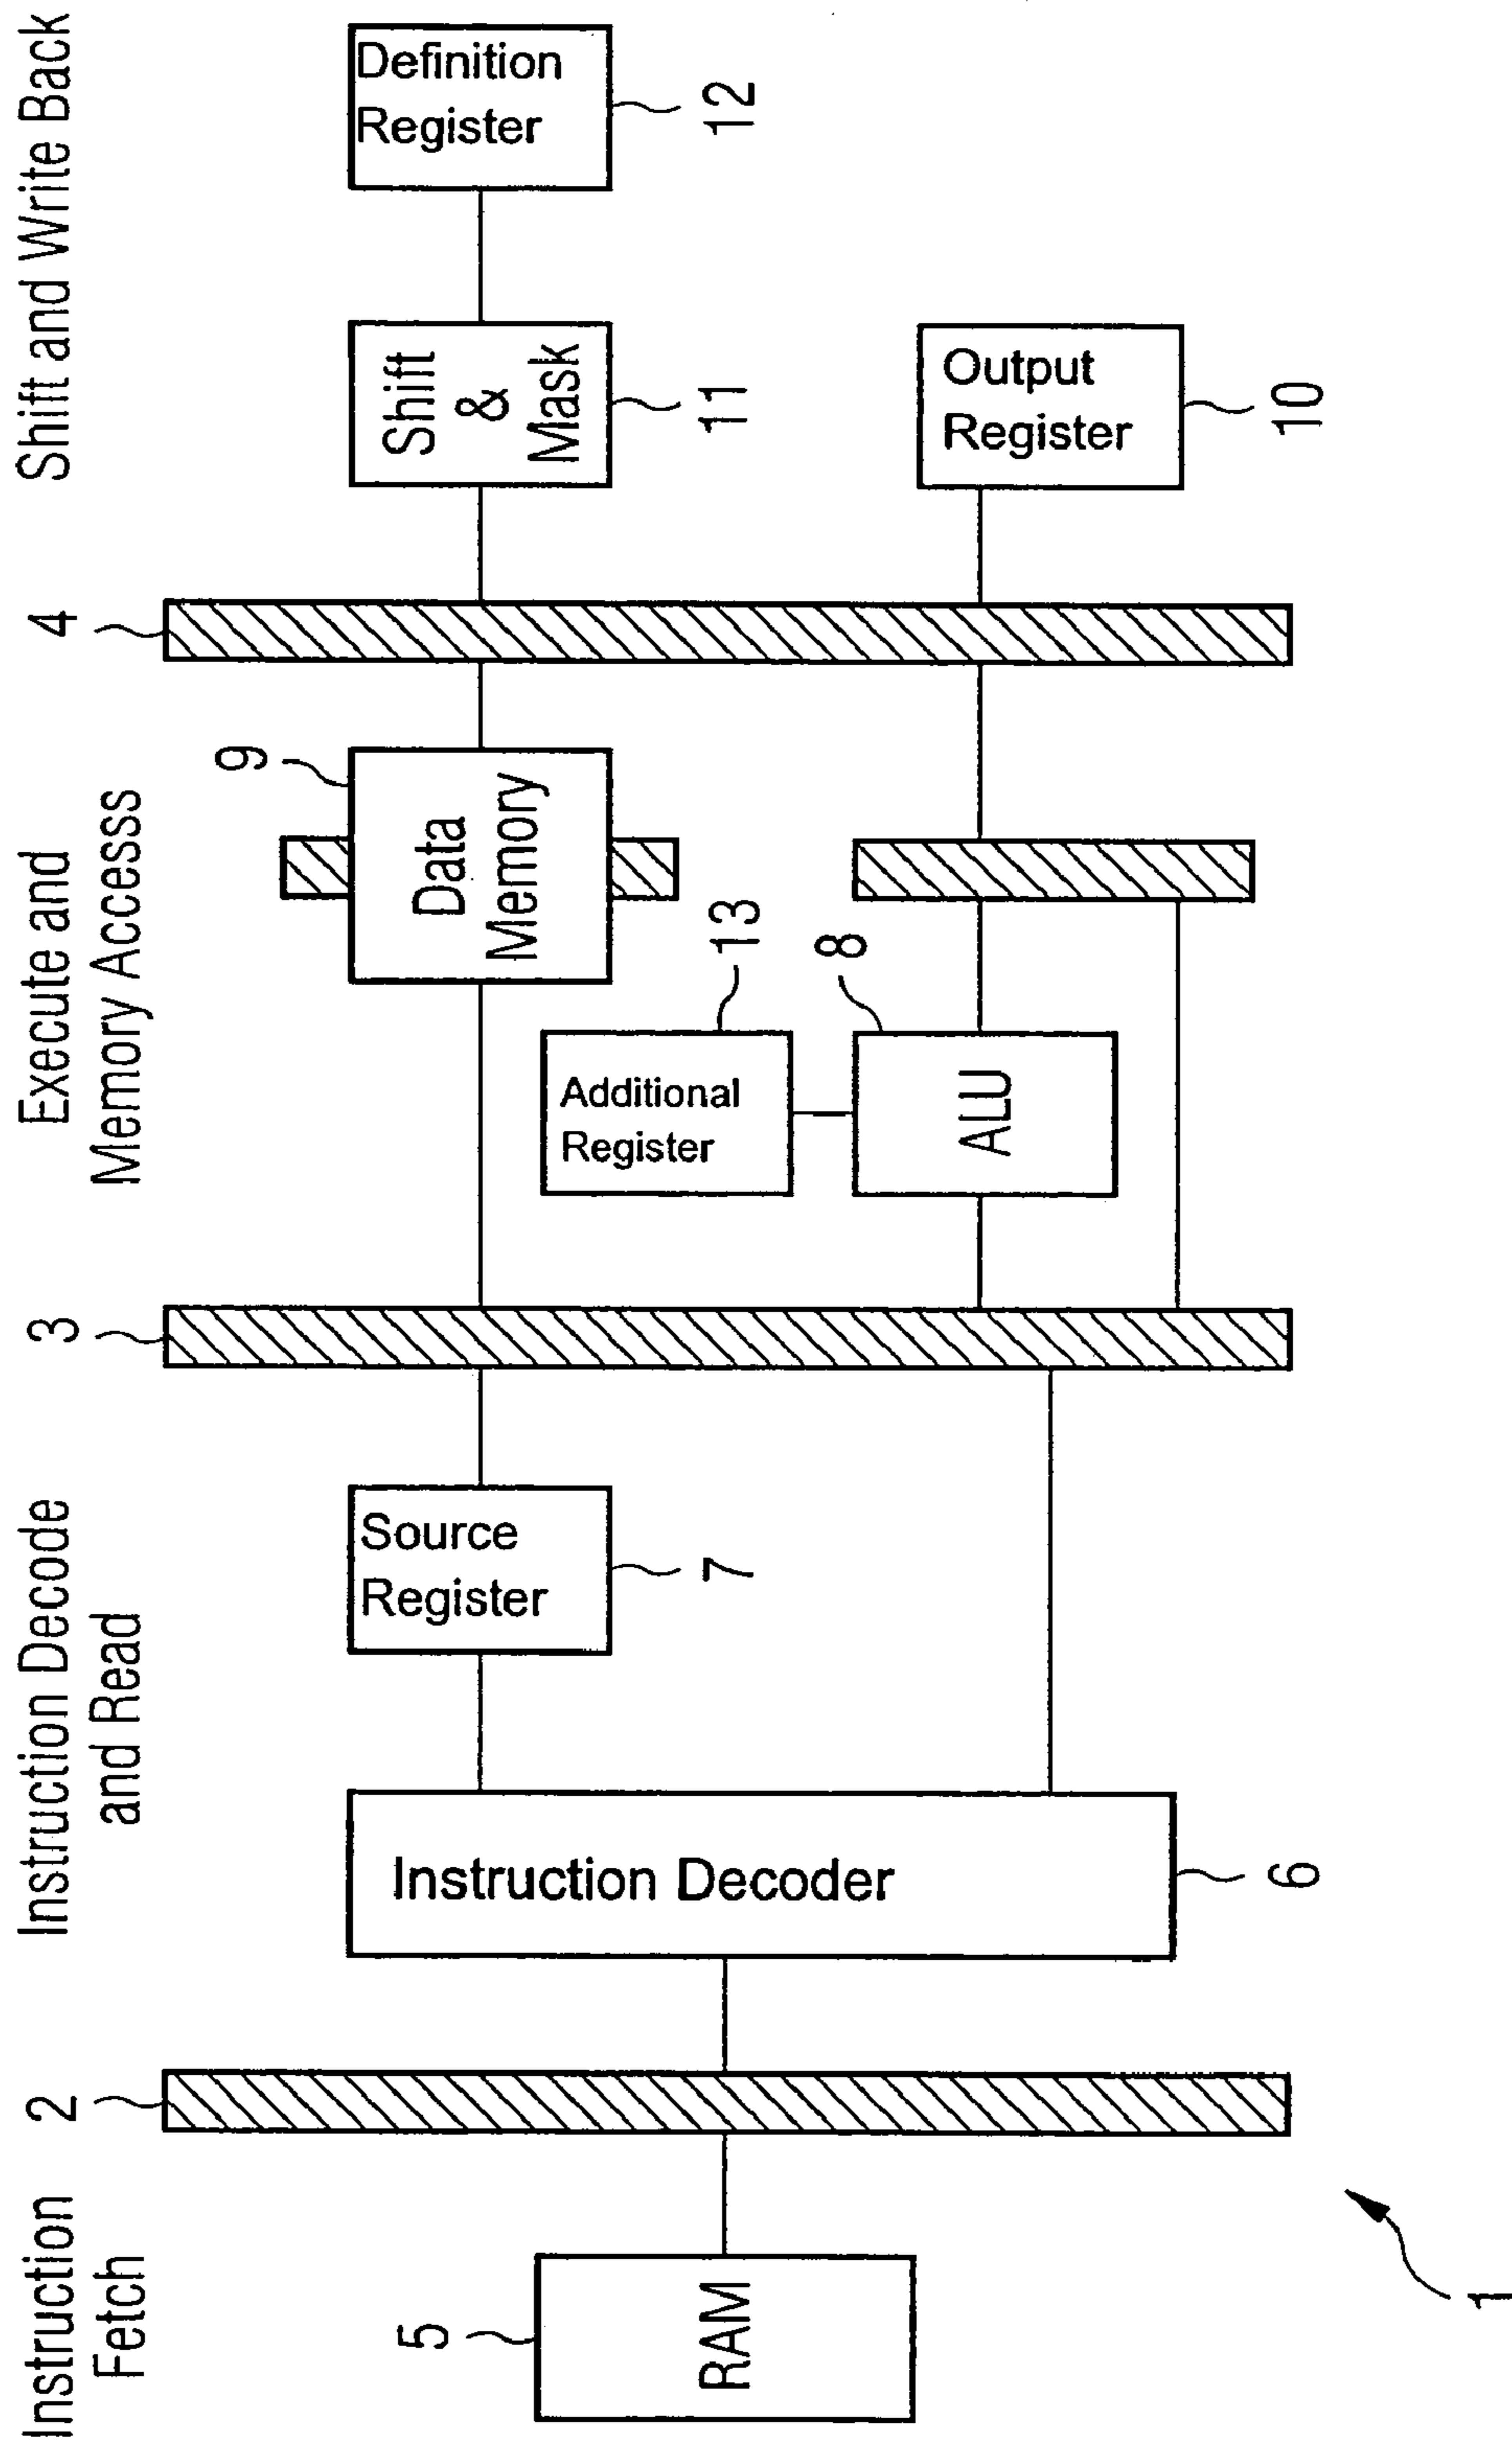 Instruction
Fetch
Instruction Decode
and Read
Execute and
Memory Access
Shift and Write Back
2
3
4
5
RAM
Instruction Decoder
6
Source
Register
7
9
Data
Memory
13
Additional
Register
8
ALU
Shift
&
Mask
11
Definition
Register
12
Output
Register
10
1